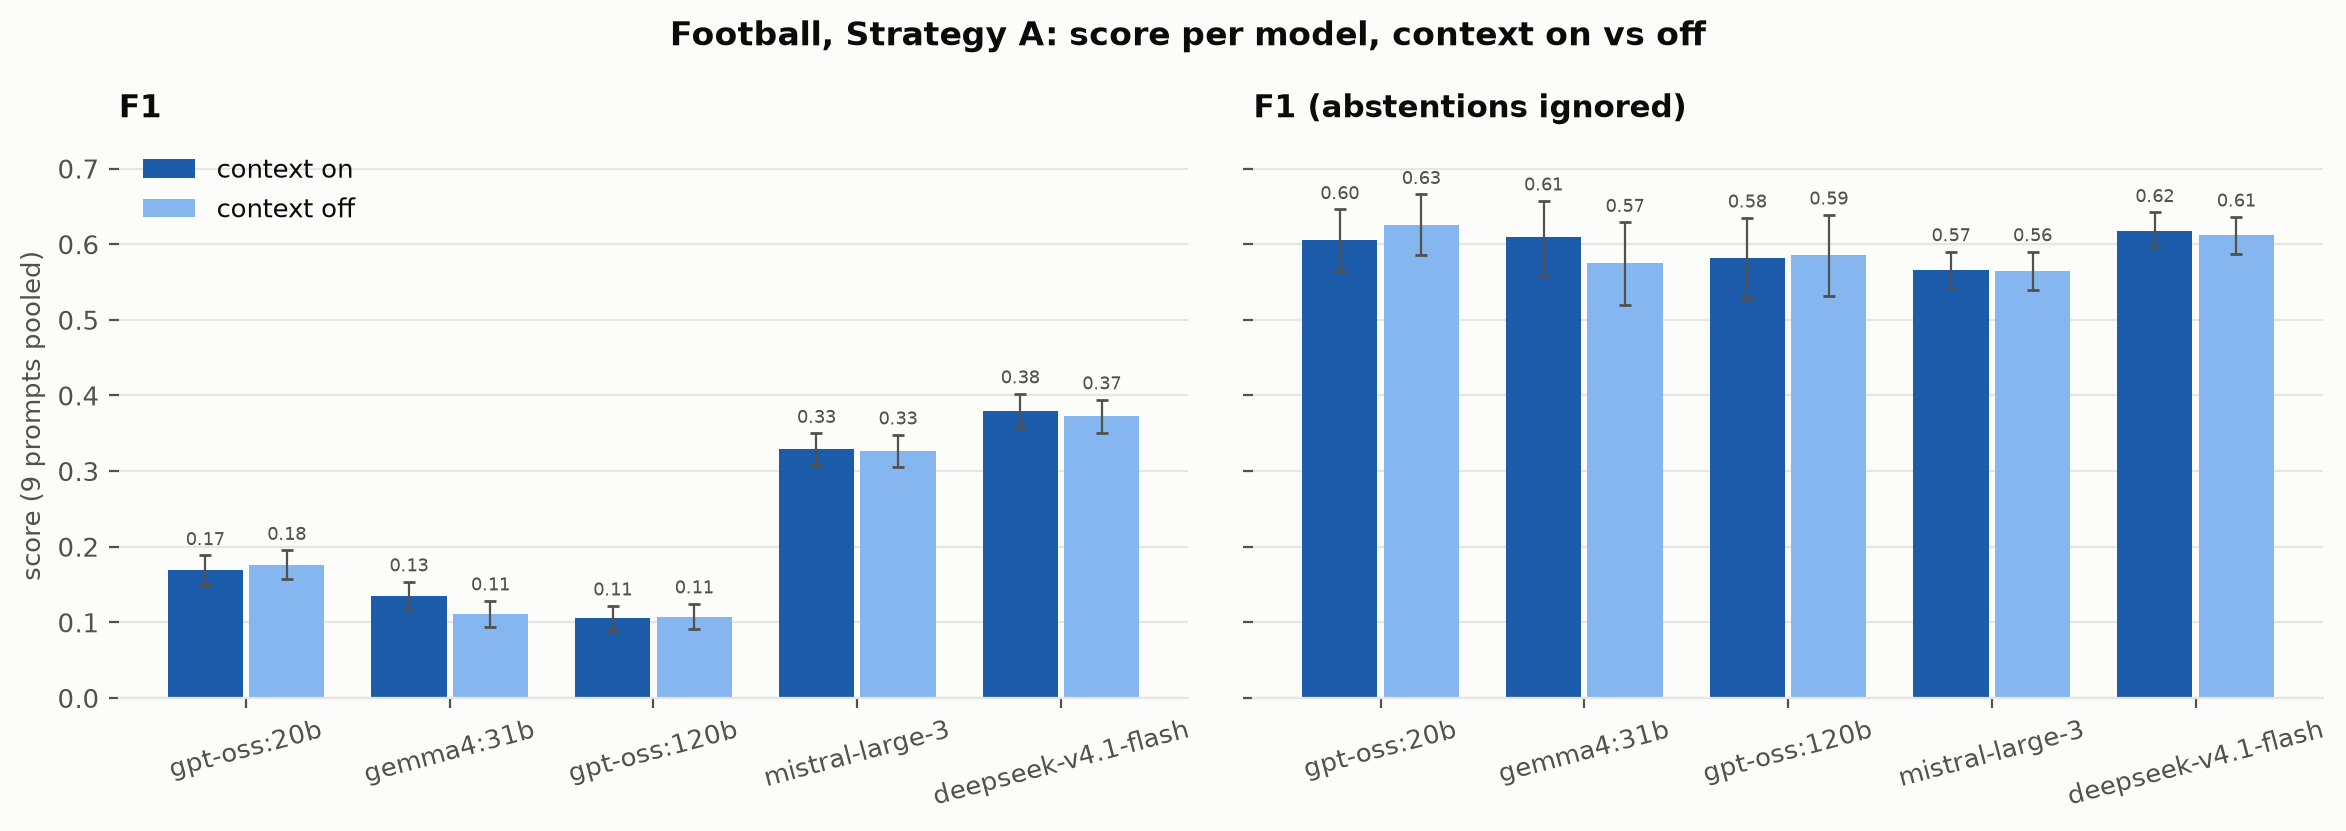 Football, Strategy A: score per model, context on vs off
F1
context on
context off
score (9 prompts pooled)
0.7
0.6
0.5
0.4
0.3
0.2
0.1
0.0
0.17
0.18
0.13
0.11
0.11
0.11
0.33
0.33
0.38
0.37
gpt-oss:20b
gemma4:31b
gpt-oss:120b
mistral-large-3
deepseek-v4.1-flash
F1 (abstentions ignored)
0.60
0.63
0.61
0.57
0.58
0.59
0.57
0.56
0.62
0.61
gpt-oss:20b
gemma4:31b
gpt-oss:120b
mistral-large-3
deepseek-v4.1-flash